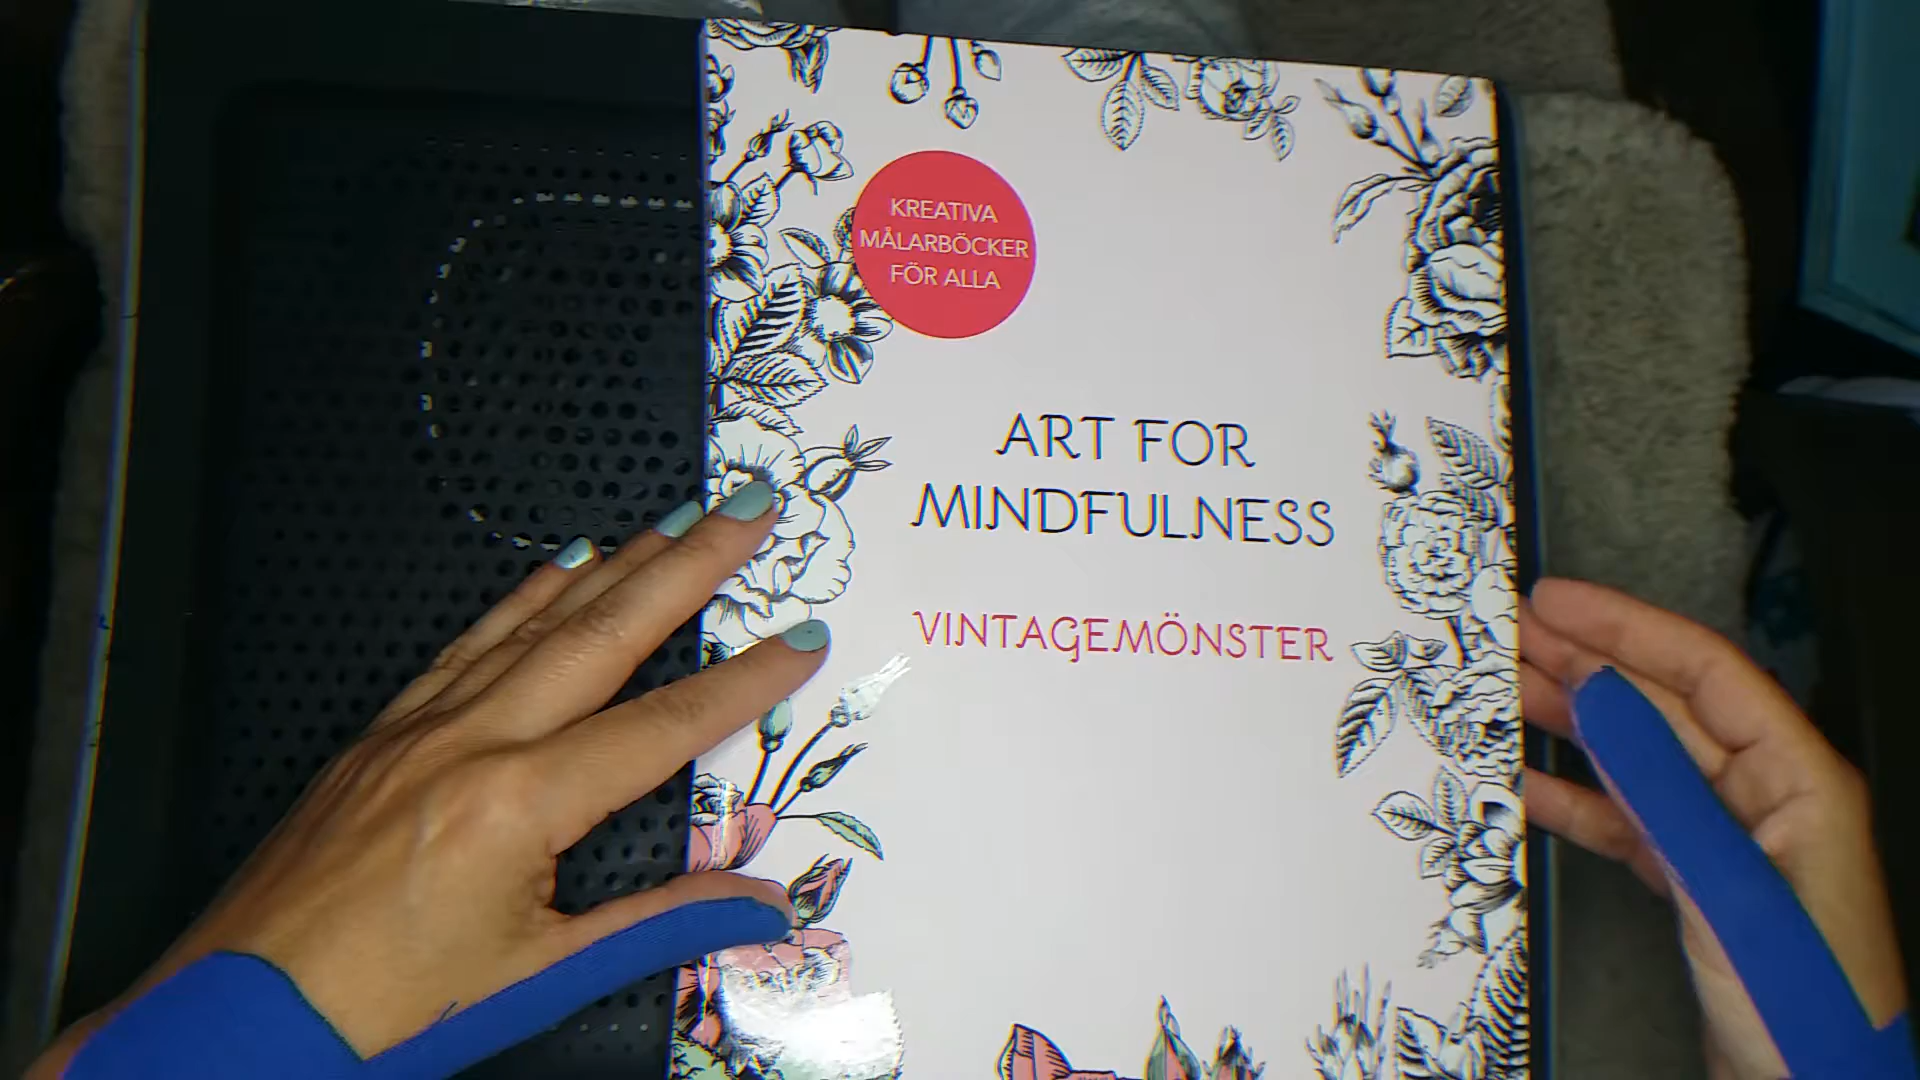 KREATIVA
MÅLARBÖCKER
FÖR ALLA
ART FOR
MINDFULNESS
VINTAGEMÖNSTER